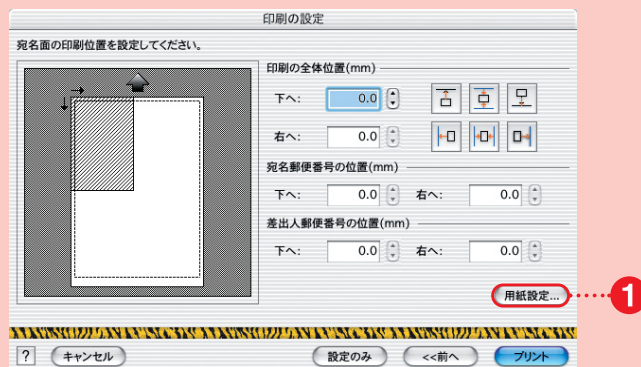 印刷の設定
宛名面の印刷位置を設定してください。
印刷の全体位置(mm)
下へ: 0.0
右へ: 0.0
宛名郵便番号の位置(mm)
下へ: 0.0 右へ: 0.0
差出人郵便番号の位置(mm)
下へ: 0.0 右へ: 0.0
用紙設定... 1
? キャンセル 設定のみ <<前へ プリント